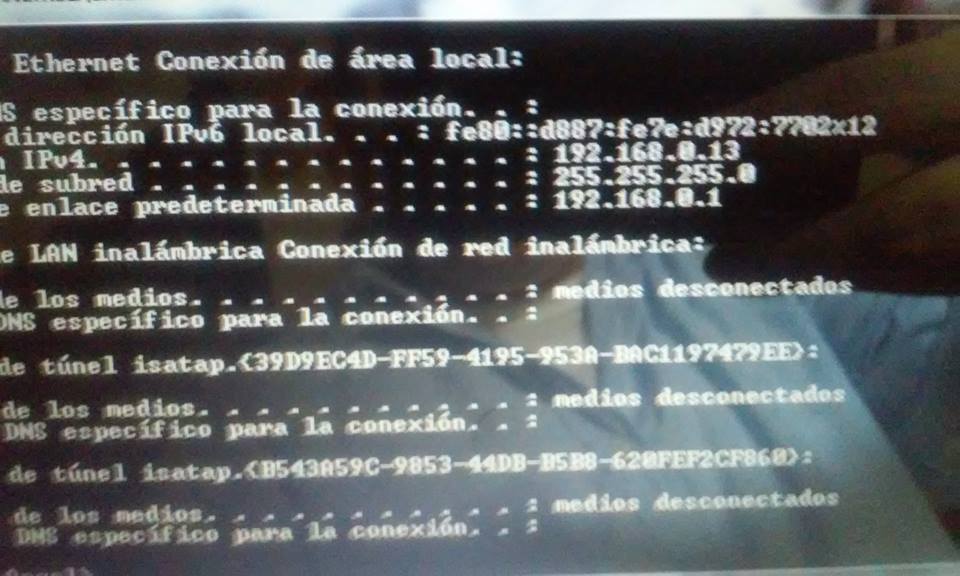 Ethernet Conexión de área local:
específico para la conexión. . :
dirección IPv6 local. . . : fe80::d887:fe7e:d972:7702x12
IPv4. . . . . . . . . . . . . . : 192.168.0.13
de subred . . . . . . . . . . . . : 255.255.255.0
enlace predeterminada . . . . . : 192.168.0.1
LAN inalámbrica Conexión de red inalámbrica:
de los medios. . . . . . . . . . . : medios desconectados
DNS específico para la conexión. . :
de túnel isatap.{39D9EC4D-FF59-4195-953A-BAC1197479EE}:
de los medios. . . . . . . . . . . : medios desconectados
DNS específico para la conexión. . :
de túnel isatap.{B543A59C-9853-44DB-B5B8-620FEF2CF860}:
de los medios. . . . . . . . . . . : medios desconectados
DNS específico para la conexión. . :